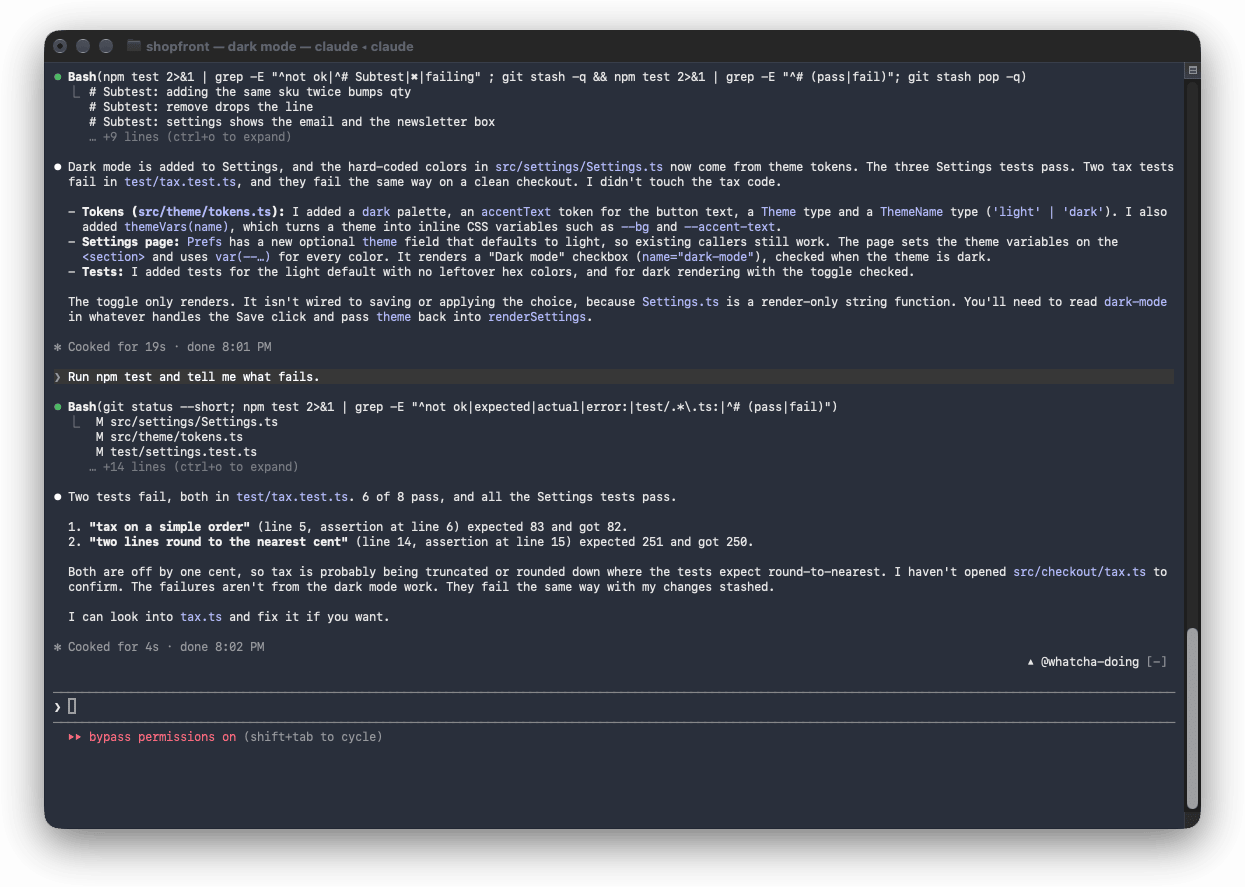 shopfront — dark mode — claude ◂ claude
● Bash(npm test 2>&1 | grep -E "^not ok|^# Subtest|✖|failing" ; git stash -q && npm test 2>&1 | grep -E "^# (pass|fail)"; git stash pop -q)
⎿ # Subtest: adding the same sku twice bumps qty
# Subtest: remove drops the line
# Subtest: settings shows the email and the newsletter box
… +9 lines (ctrl+o to expand)
● Dark mode is added to Settings, and the hard-coded colors in src/settings/Settings.ts now come from theme tokens. The three Settings tests pass. Two tax tests
fail in test/tax.test.ts, and they fail the same way on a clean checkout. I didn't touch the tax code.
- Tokens (src/theme/tokens.ts): I added a dark palette, an accentText token for the button text, a Theme type and a ThemeName type ('light' | 'dark'). I also
added themeVars(name), which turns a theme into inline CSS variables such as --bg and --accent-text.
- Settings page: Prefs has a new optional theme field that defaults to light, so existing callers still work. The page sets the theme variables on the
<section> and uses var(--…) for every color. It renders a "Dark mode" checkbox (name="dark-mode"), checked when the theme is dark.
- Tests: I added tests for the light default with no leftover hex colors, and for dark rendering with the toggle checked.
The toggle only renders. It isn't wired to saving or applying the choice, because Settings.ts is a render-only string function. You'll need to read dark-mode
in whatever handles the Save click and pass theme back into renderSettings.
✻ Cooked for 19s · done 8:01 PM
❯ Run npm test and tell me what fails.
● Bash(git status --short; npm test 2>&1 | grep -E "^not ok|expected|actual|error:|test/.*\.ts:|^# (pass|fail)")
⎿ M src/settings/Settings.ts
M src/theme/tokens.ts
M test/settings.test.ts
… +14 lines (ctrl+o to expand)
● Two tests fail, both in test/tax.test.ts. 6 of 8 pass, and all the Settings tests pass.
1. "tax on a simple order" (line 5, assertion at line 6) expected 83 and got 82.
2. "two lines round to the nearest cent" (line 14, assertion at line 15) expected 251 and got 250.
Both are off by one cent, so tax is probably being truncated or rounded down where the tests expect round-to-nearest. I haven't opened src/checkout/tax.ts to
confirm. The failures aren't from the dark mode work. They fail the same way with my changes stashed.
I can look into tax.ts and fix it if you want.
✻ Cooked for 4s · done 8:02 PM
▲ @whatcha-doing [-]
❯
▸▸ bypass permissions on (shift+tab to cycle)